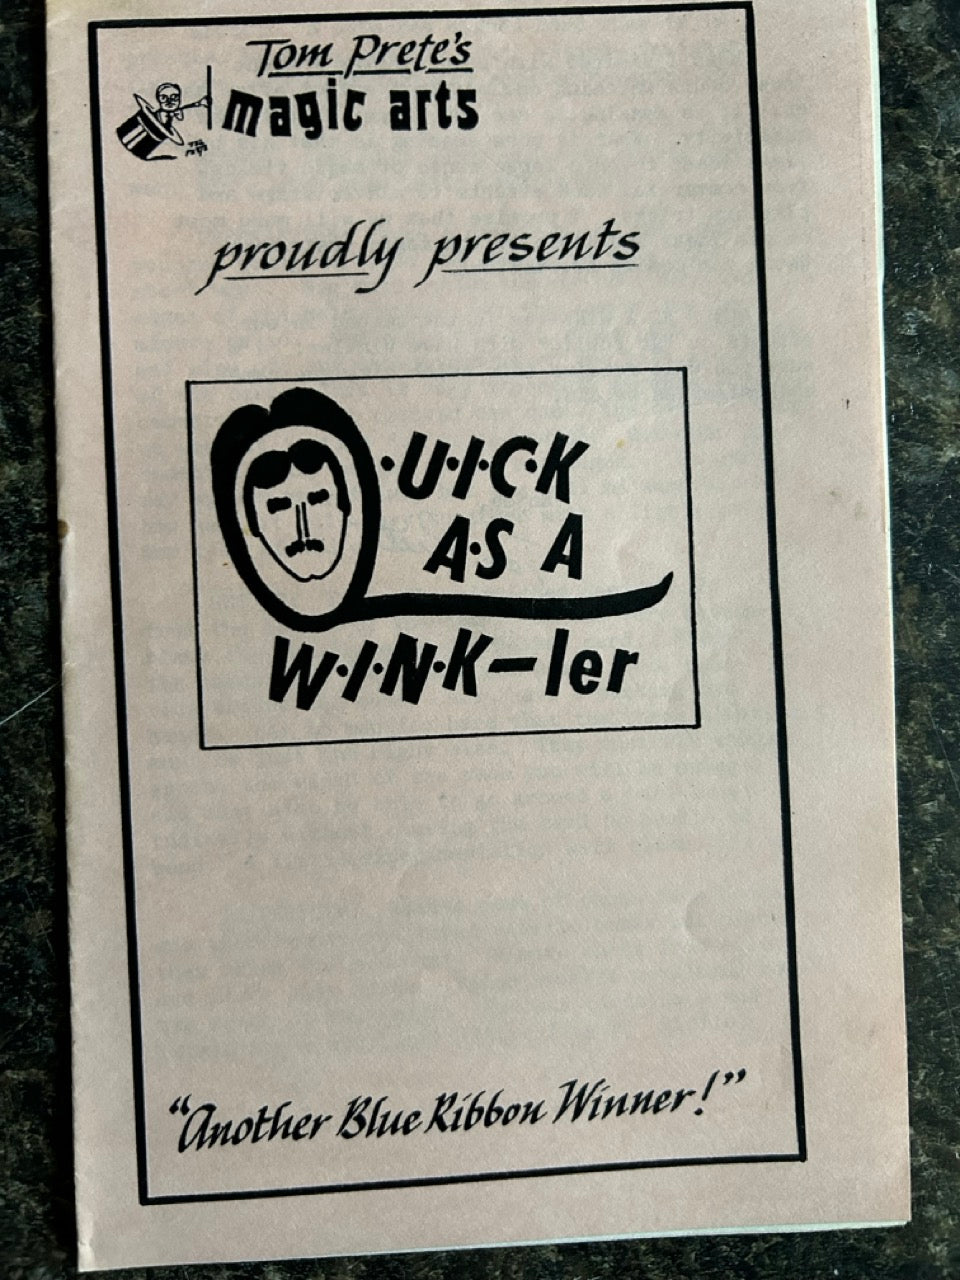 Tom Prete's
magic arts
proudly presents
Q·U·I·C·K
A·S A
W·I·N·K-ler
"Another Blue Ribbon Winner!"